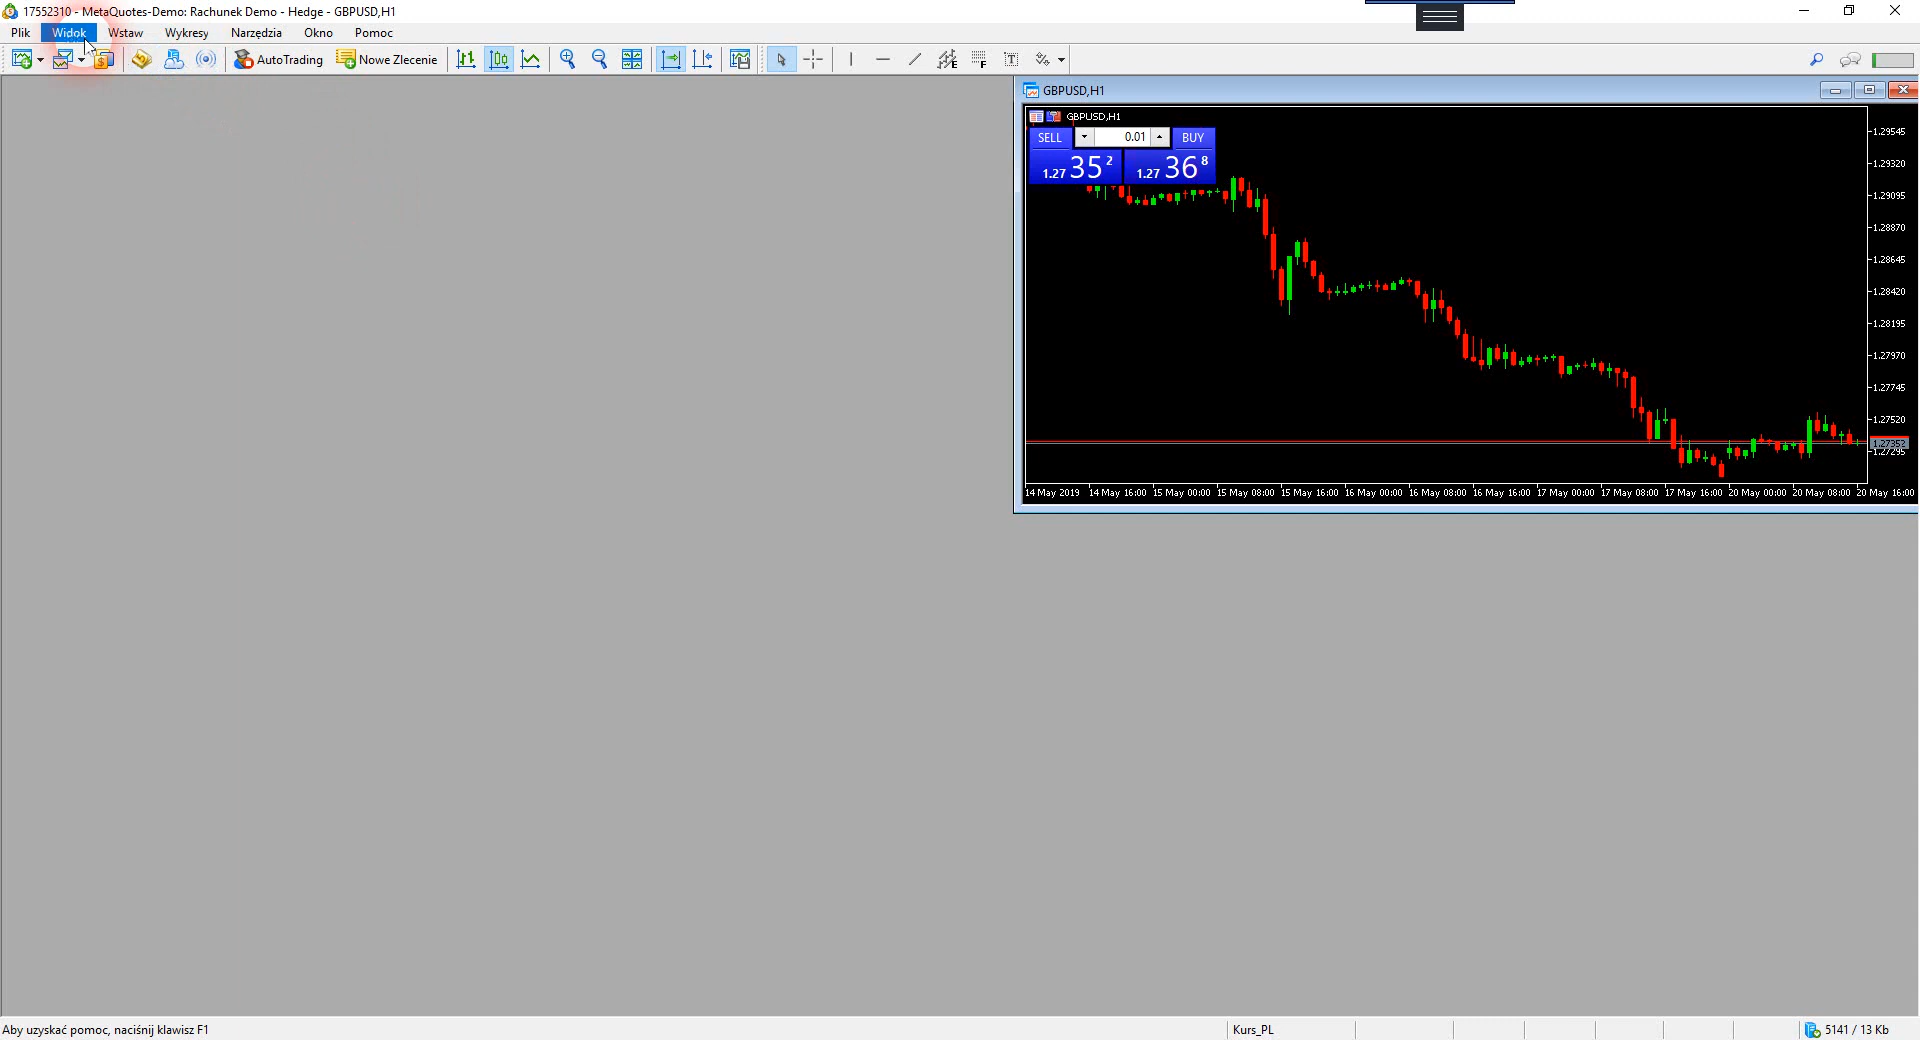 17552310 - MetaQuotes-Demo: Rachunek Demo - Hedge - GBPUSD,H1
Plik Widok Wstaw Wykresy Narzędzia Okno Pomoc
AutoTrading Nowe Zlecenie
GBPUSD,H1
GBPUSD,H1
SELL 0.01 BUY
1.27 35 2 1.27 36 8
1.29545
1.29320
1.29095
1.28870
1.28645
1.28420
1.28195
1.27970
1.27745
1.27520
1.27352
1.27295
14 May 2019 14 May 16:00 15 May 00:00 15 May 08:00 15 May 16:00 16 May 00:00 16 May 08:00 16 May 16:00 17 May 00:00 17 May 08:00 17 May 16:00 20 May 00:00 20 May 08:00 20 May 16:00
Aby uzyskać pomoc, naciśnij klawisz F1 Kurs_PL 5141 / 13 Kb